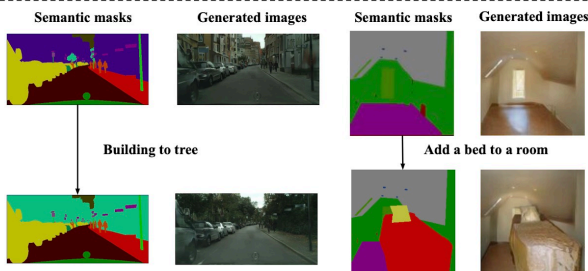 Semantic masks Generated images Semantic masks Generated images
Building to tree Add a bed to a room